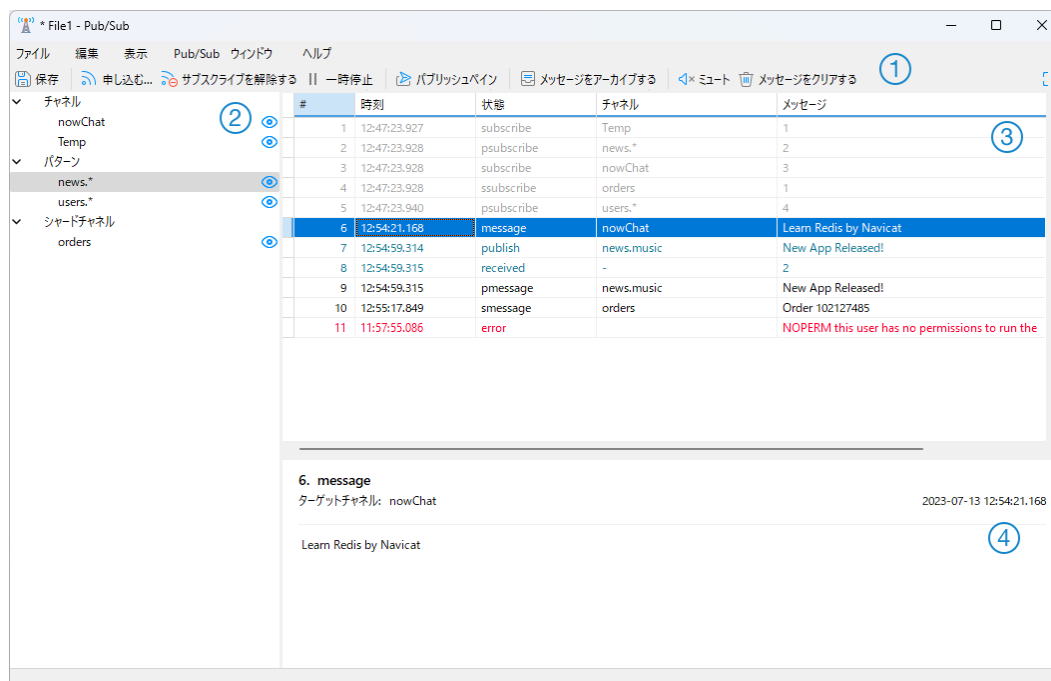 * File1 - Pub/Sub
ファイル 編集 表示 Pub/Sub ウィンドウ ヘルプ
保存 申し込む... サブスクライブを解除する 一時停止 パブリッシュペイン メッセージをアーカイブする ミュート メッセージをクリアする ①
チャネル
nowChat
Temp
パターン
news.*
users.*
シャードチャネル
orders
②
# 時刻 状態 チャネル メッセージ
1 12:47:23.927 subscribe Temp 1
2 12:47:23.928 psubscribe news.* 2
3 12:47:23.928 subscribe nowChat 3
4 12:47:23.928 ssubscribe orders 1
5 12:47:23.940 psubscribe users.* 4
6 12:54:21.168 message nowChat Learn Redis by Navicat
7 12:54:59.314 publish news.music New App Released!
8 12:54:59.315 received - 2
9 12:54:59.315 pmessage news.music New App Released!
10 12:55:17.849 smessage orders Order 102127485
11 11:57:55.086 error NOPERM this user has no permissions to run the
③
6. message
ターゲットチャネル: nowChat 2023-07-13 12:54:21.168
Learn Redis by Navicat
④